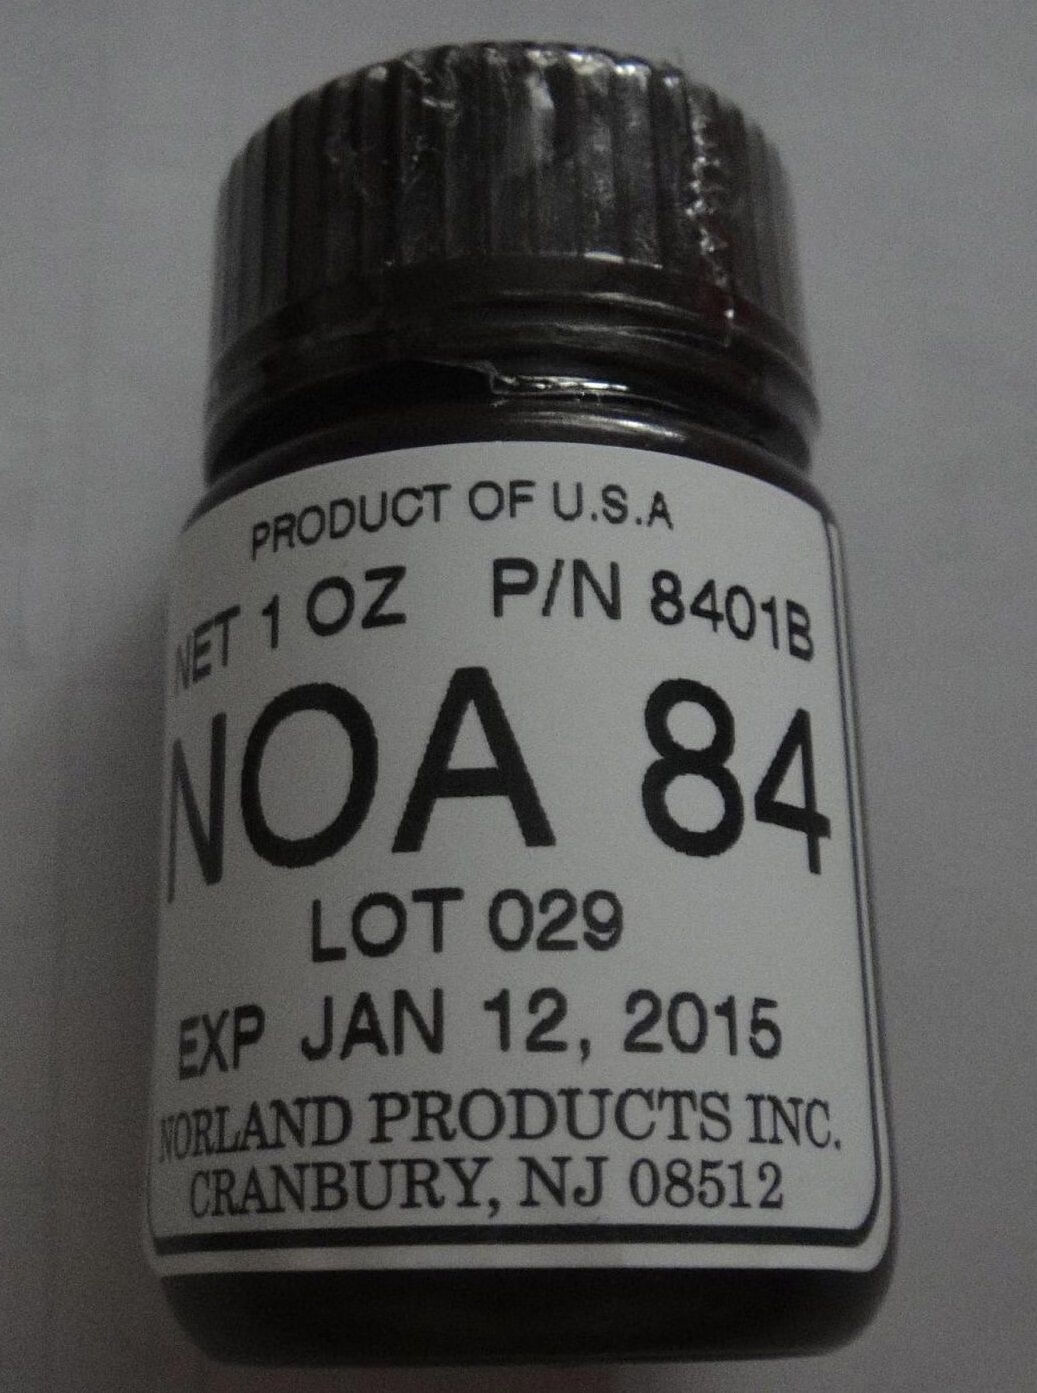 PRODUCT OF U.S.A
NET 1 OZ P/N 8401B
NOA 84
LOT 029
EXP JAN 12, 2015
NORLAND PRODUCTS INC.
CRANBURY, NJ 08512